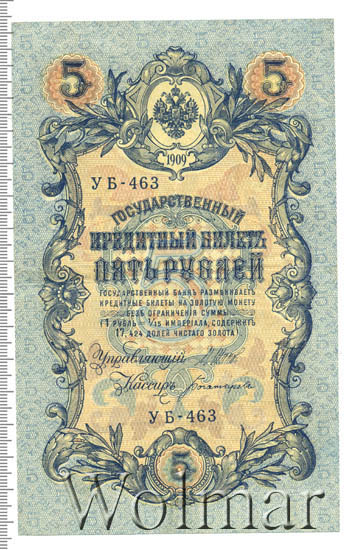 5 5
1909
УБ-463
ГОСУДАРСТВЕННЫЙ
КРЕДИТНЫЙ БИЛЕТЪ
ПЯТЬ РУБЛЕЙ
ГОСУДАРСТВЕННЫЙ БАНКЪ РАЗМѢНИВАЕТЪ
КРЕДИТНЫЕ БИЛЕТЫ НА ЗОЛОТУЮ МОНЕТУ
БЕЗЪ ОГРАНИЧЕНІЯ СУММЫ
(1 РУБЛЬ = 1/15 ИМПЕРІАЛА, СОДЕРЖИТЪ
17,424 ДОЛЕЙ ЧИСТАГО ЗОЛОТА)
Управляющій
Кассиръ
УБ-463
5
Wolmar